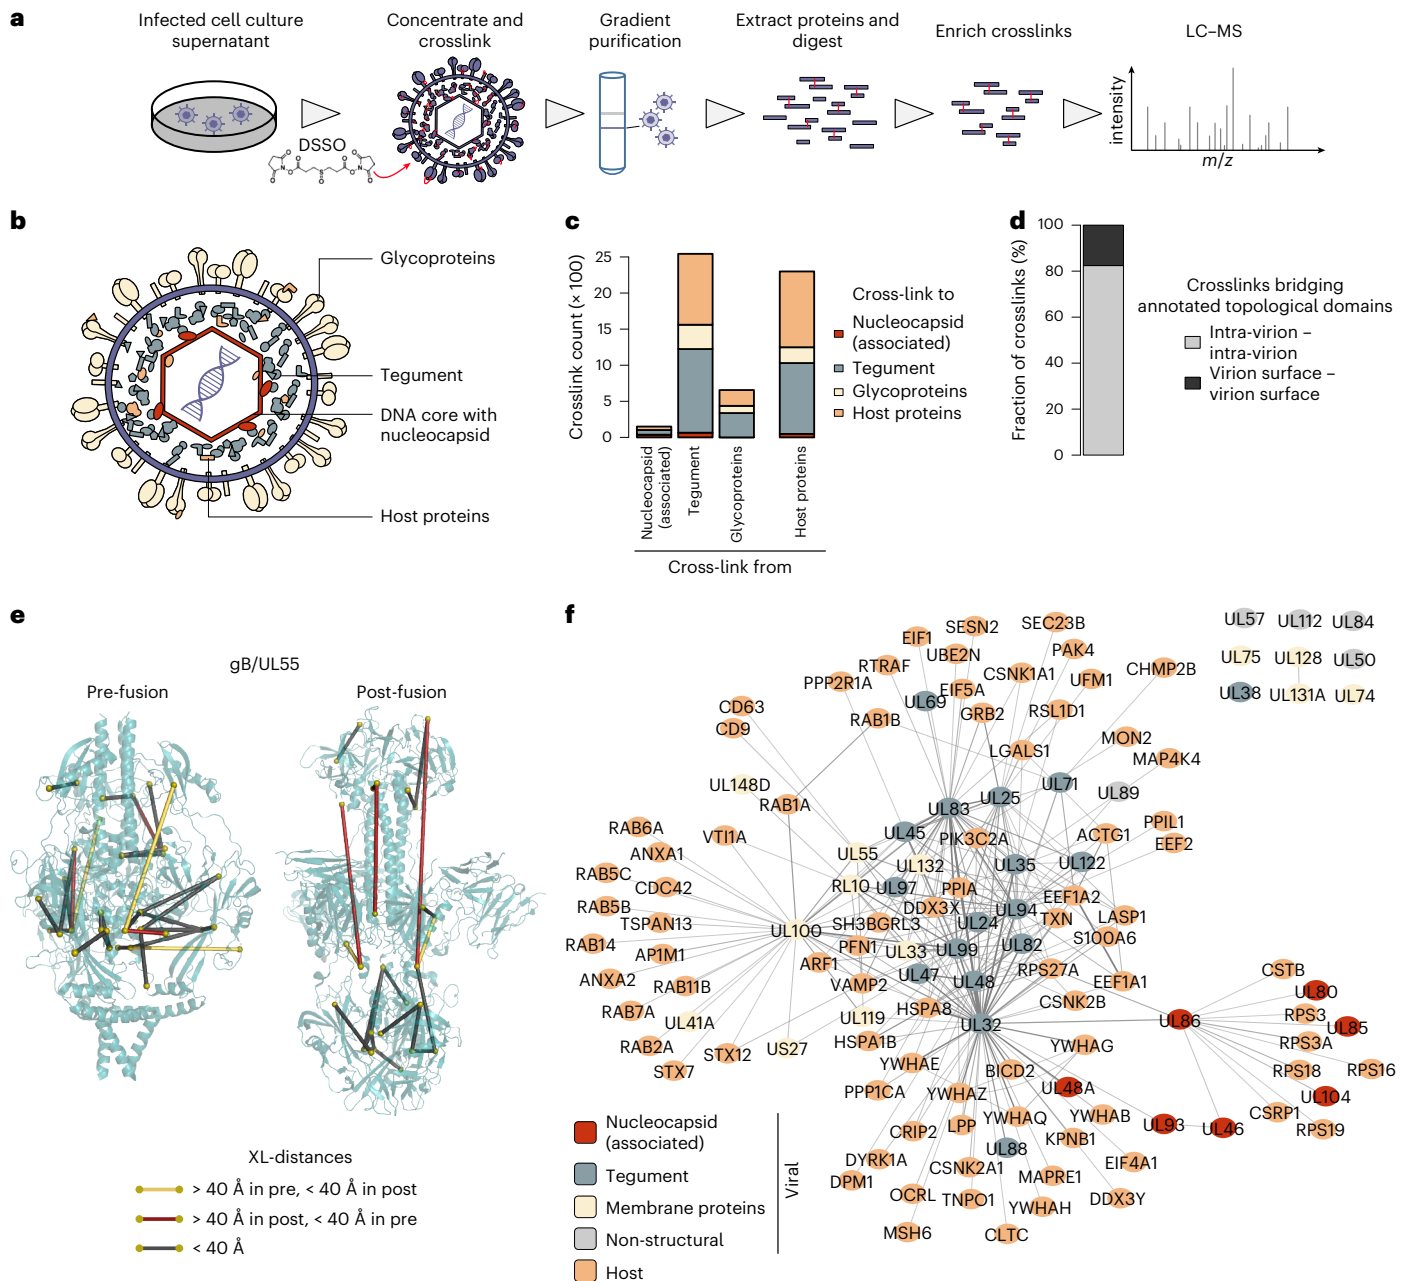 a
Infected cell culture
supernatant
Concentrate and
crosslink
Gradient
purification
Extract proteins and
digest
Enrich crosslinks
LC–MS
DSSO
intensity
m/z
b
Glycoproteins
Tegument
DNA core with
nucleocapsid
Host proteins
c
Crosslink count (× 100)
25
20
15
10
5
0
Nucleocapsid
(associated)
Tegument
Glycoproteins
Host proteins
Cross-link from
Cross-link to
Nucleocapsid
(associated)
Tegument
Glycoproteins
Host proteins
d
Fraction of crosslinks (%)
100
80
60
40
20
0
Crosslinks bridging
annotated topological domains
Intra-virion –
intra-virion
Virion surface –
virion surface
e
gB/UL55
Pre-fusion
Post-fusion
XL-distances
> 40 Å in pre, < 40 Å in post
> 40 Å in post, < 40 Å in pre
< 40 Å
f
UL57
UL112
UL84
UL75
UL128
UL50
UL38
UL131A
UL74
SESN2
SEC23B
EIF1
UBE2N
PAK4
RTRAF
CSNK1A1
CHMP2B
PPP2R1A
EIF5A
UFM1
UL69
CD63
RAB1B
GRB2
RSL1D1
CD9
MON2
LGALS1
MAP4K4
UL148D
UL71
UL89
RAB1A
UL83
UL25
RAB6A
VTI1A
UL45
PIK3C2A
ACTG1
PPIL1
EEF2
ANXA1
UL55
UL132
UL35
UL122
RAB5C
CDC42
RL10
UL97
PPIA
EEF1A2
RAB5B
DDX3X
UL94
TXN
LASP1
TSPAN13
UL100
SH3BGRL3
UL24
S100A6
RAB14
AP1M1
PFN1
UL33
UL99
UL82
ARF1
UL47
UL48
RPS27A
EEF1A1
ANXA2
RAB11B
VAMP2
CSTB
UL80
RAB7A
UL41A
UL119
HSPA8
UL32
CSNK2B
UL86
RPS3
UL85
RAB2A
STX12
US27
HSPA1B
YWHAG
RPS3A
STX7
YWHAE
BICD2
RPS18
RPS16
PPP1CA
YWHAZ
UL48A
UL104
CRIP2
LPP
YWHAQ
YWHAB
UL93
UL46
CSRP1
RPS19
UL88
KPNB1
DYRK1A
CSNK2A1
EIF4A1
DPM1
MAPRE1
OCRL
TNPO1
YWHAH
DDX3Y
MSH6
CLTC
Nucleocapsid
(associated)
Tegument
Membrane proteins
Non-structural
Host
Viral